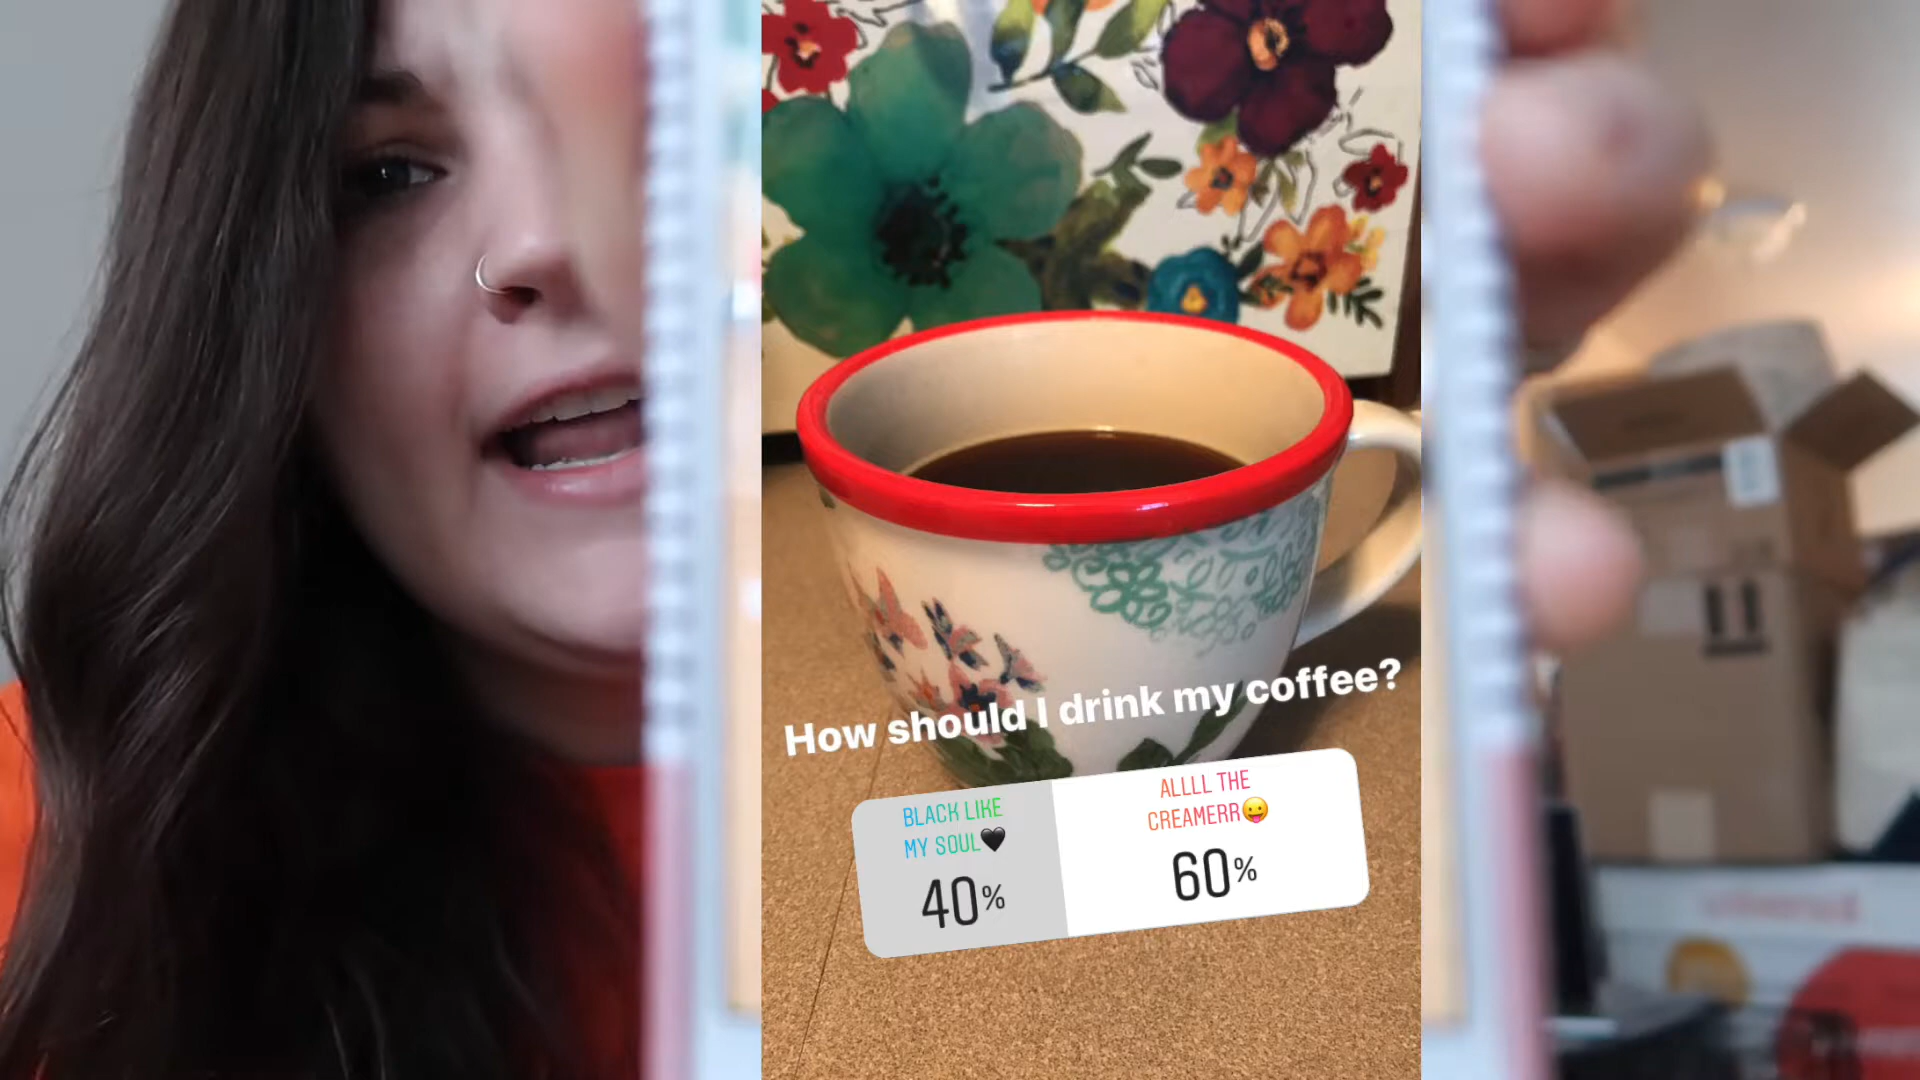 How should I drink my coffee?
BLACK LIKE
MY SOUL🖤
40%
ALLLL THE
CREAMERR😛
60%